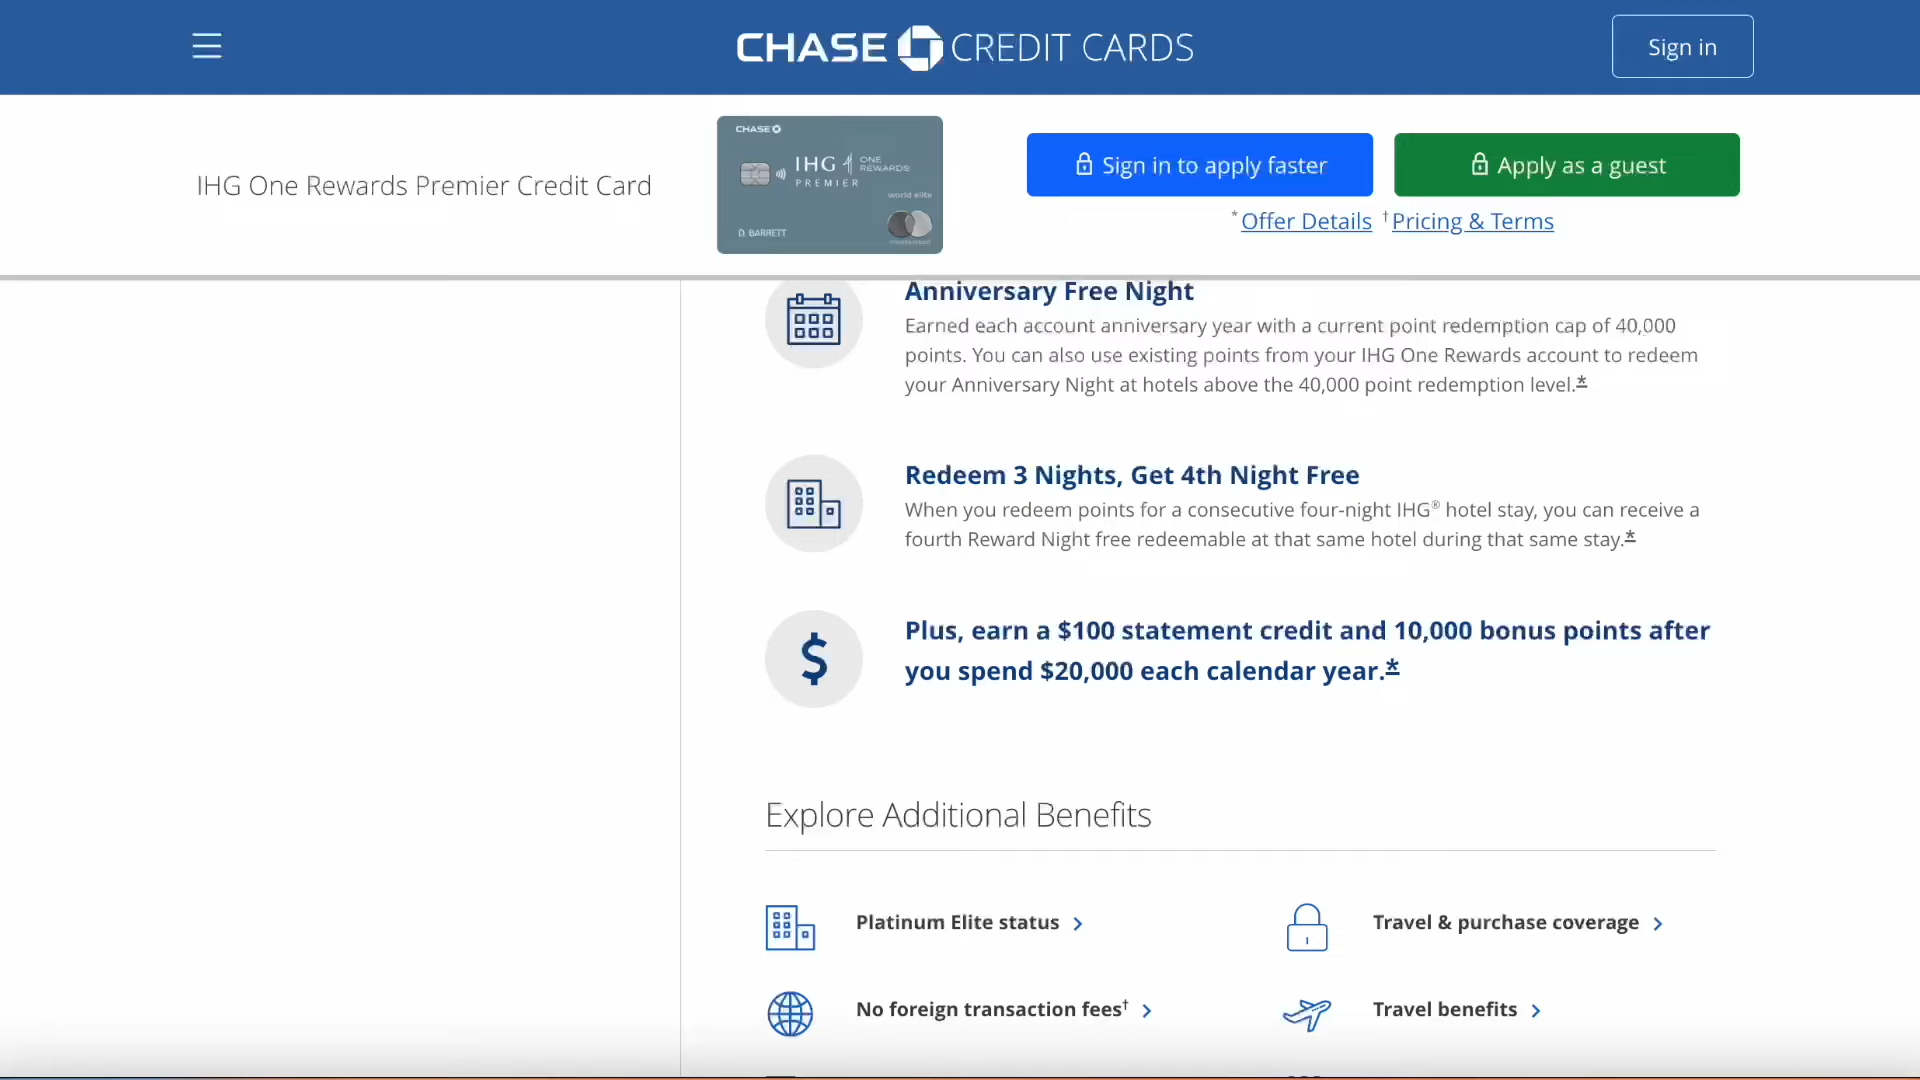 CHASE CREDIT CARDS
Sign in
IHG One Rewards Premier Credit Card
CHASE
IHG ONE REWARDS
PREMIER
world elite
D. BARRETT
Sign in to apply faster
Apply as a guest
* Offer Details † Pricing & Terms
Anniversary Free Night
Earned each account anniversary year with a current point redemption cap of 40,000
points. You can also use existing points from your IHG One Rewards account to redeem
your Anniversary Night at hotels above the 40,000 point redemption level.*
Redeem 3 Nights, Get 4th Night Free
When you redeem points for a consecutive four-night IHG® hotel stay, you can receive a
fourth Reward Night free redeemable at that same hotel during that same stay.*
Plus, earn a $100 statement credit and 10,000 bonus points after
you spend $20,000 each calendar year.*
Explore Additional Benefits
Platinum Elite status
Travel & purchase coverage
No foreign transaction fees†
Travel benefits